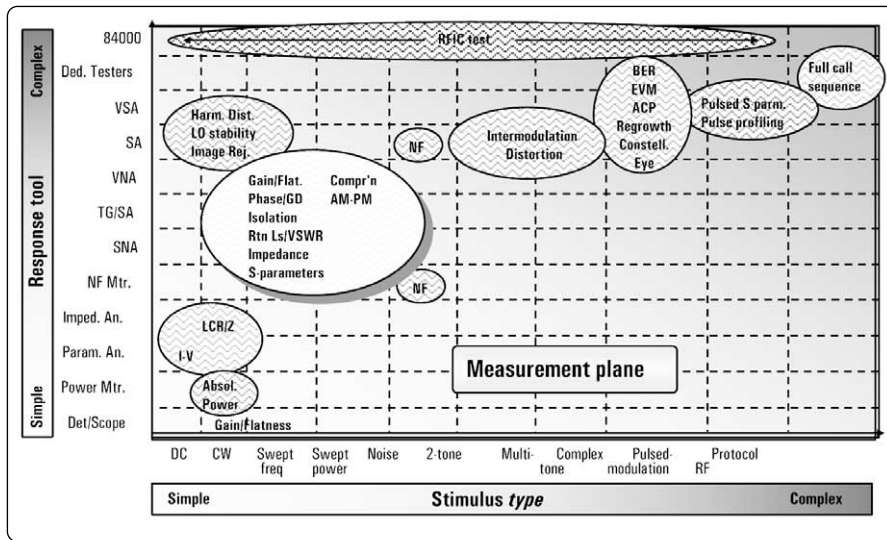 84000
Ded. Testers
VSA
SA
VNA
TG/SA
SNA
NF Mtr.
Imped. An.
Param. An.
Power Mtr.
Det/Scope
Complex
Response tool
Simple
RFIC test
Full call
sequence
BER
EVM
ACP
Regrowth
Constell.
Eye
Pulsed S parm.
Pulse profiling
Harm. Dist.
LO stability
Image Rej.
NF
Intermodulation
Distortion
Gain/Flat. Compr'n
Phase/GD AM-PM
Isolation
Rtn Ls/VSWR
Impedance
S-parameters
NF
LCR/Z
I-V
Absol.
Power
Gain/Flatness
Measurement plane
DC CW Swept Swept Noise 2-tone Multi- Complex Pulsed- Protocol
freq power tone modulation RF
Simple Stimulus type Complex